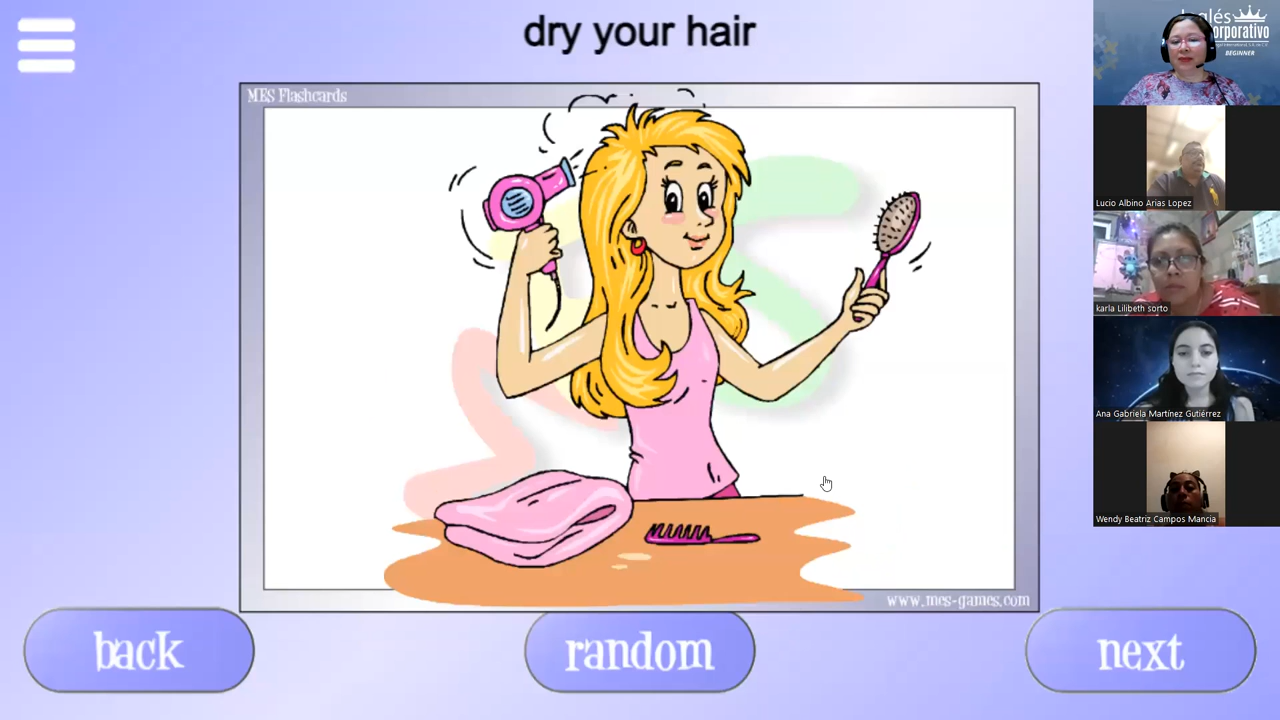 dry your hair
MES Flashcards
www.mes-games.com
back
random
next
Inglés
Corporativo
BEGINNER
Lucio Albino Arias Lopez
karla Lilibeth sorto
Ana Gabriela Martínez Gutiérrez
Wendy Beatriz Campos Mancia